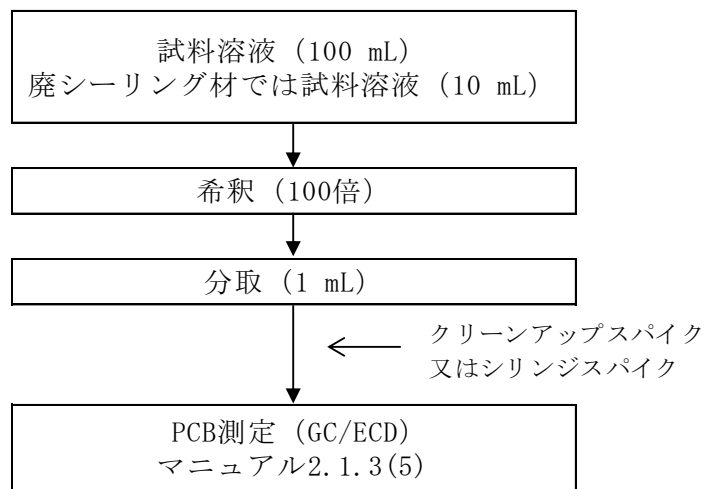 試料溶液 (100 mL)
廃シーリング材では試料溶液 (10 mL)
希釈 (100倍)
分取 (1 mL)
クリーンアップスパイク
又はシリンジスパイク
PCB測定 (GC/ECD)
マニュアル2.1.3(5)